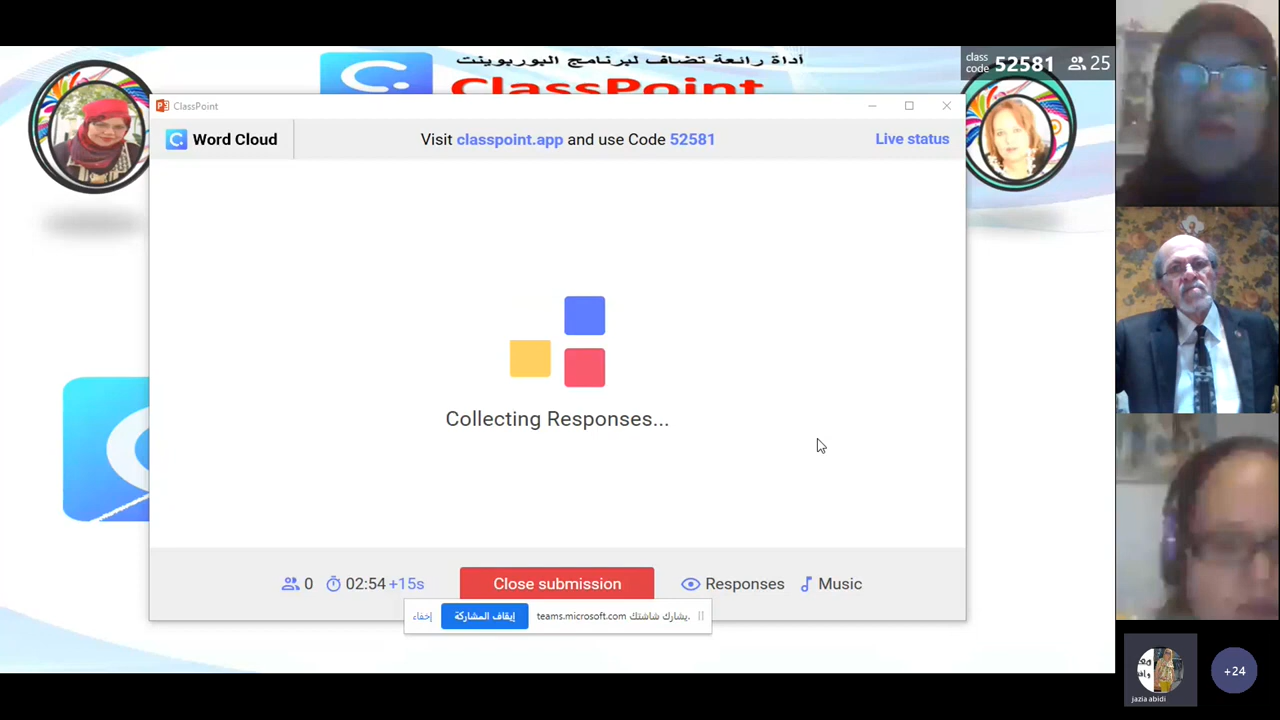 أداة رائعة تضاف لبرنامج البوربوينت
class code 52581 25
ClassPoint
ClassPoint
Word Cloud
Visit classpoint.app and use Code 52581
Live status
Collecting Responses...
0 02:54 +15s
Close submission
Responses
Music
إخفاء
إيقاف المشاركة
يشارك شاشتك teams.microsoft.com.
jazia abidi
+24